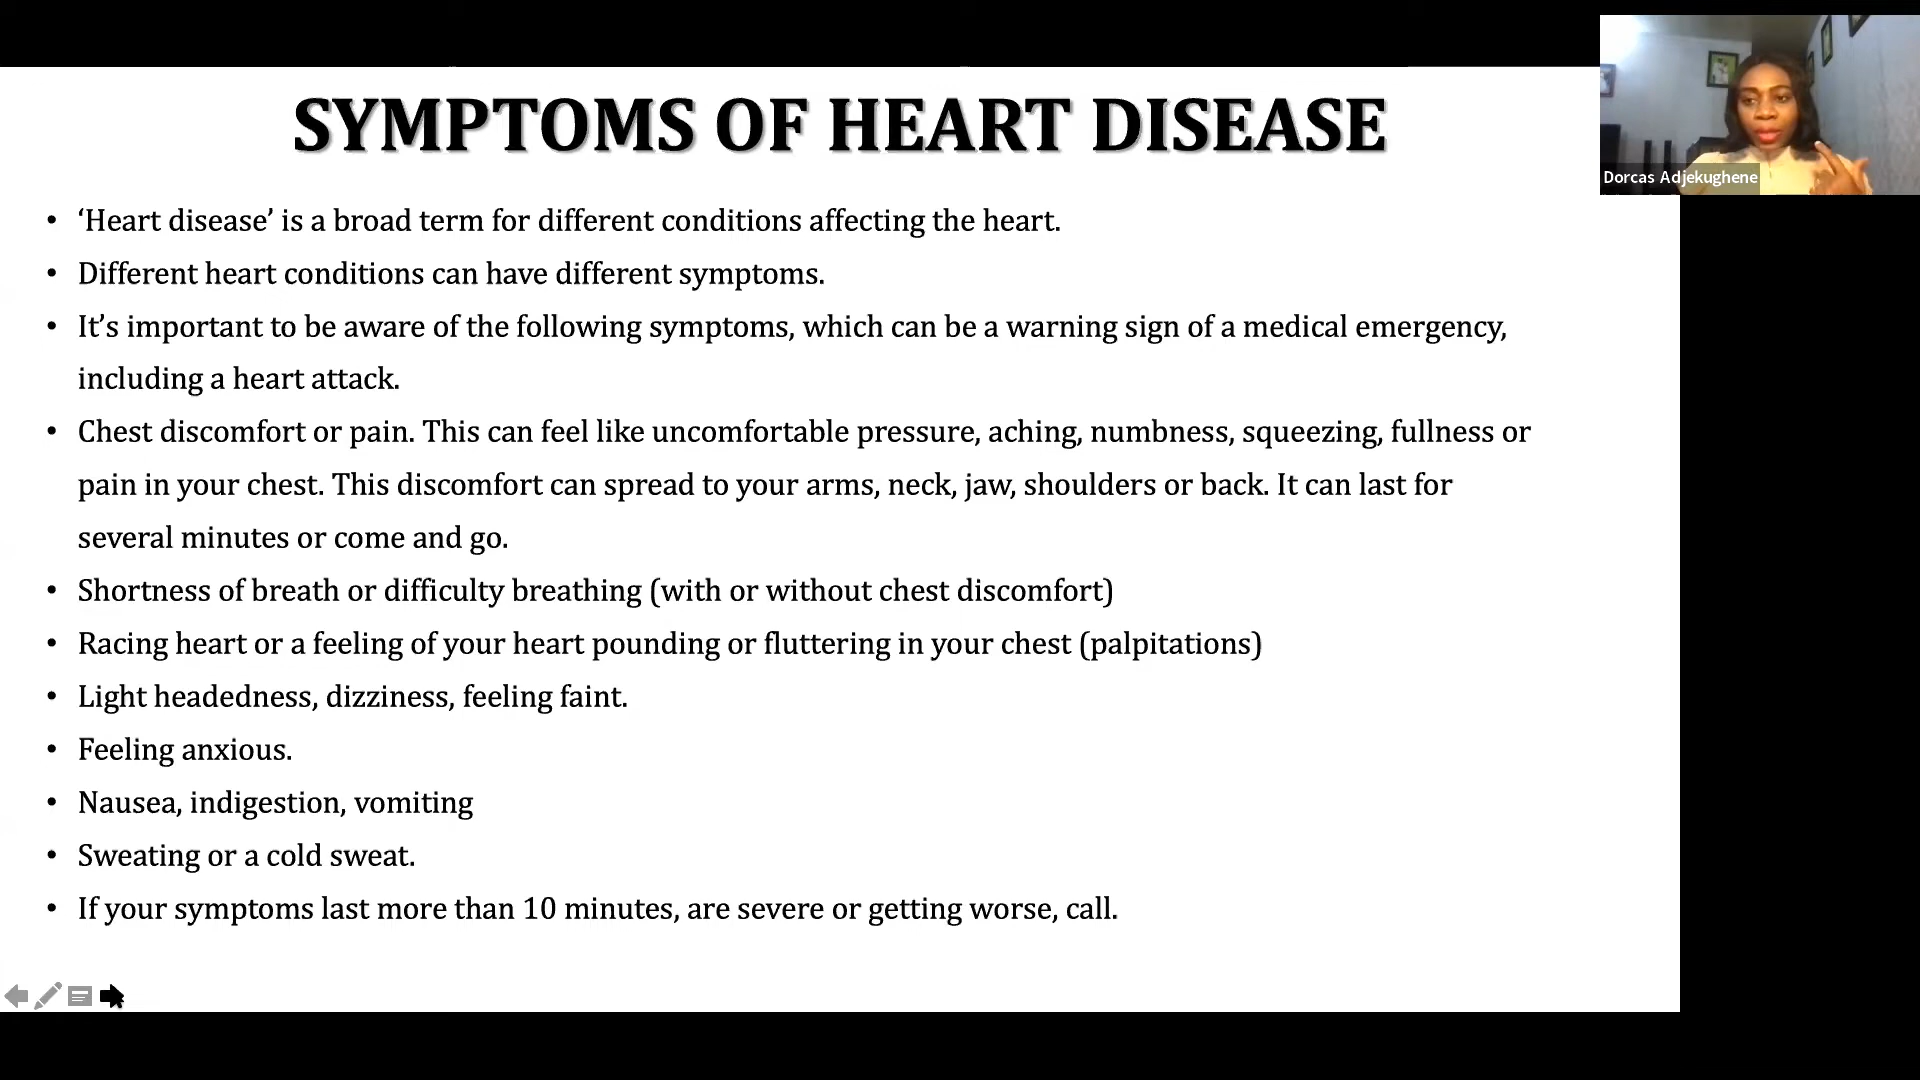 SYMPTOMS OF HEART DISEASE
Dorcas Adjekughene
• ‘Heart disease’ is a broad term for different conditions affecting the heart.
• Different heart conditions can have different symptoms.
• It’s important to be aware of the following symptoms, which can be a warning sign of a medical emergency,
including a heart attack.
• Chest discomfort or pain. This can feel like uncomfortable pressure, aching, numbness, squeezing, fullness or
pain in your chest. This discomfort can spread to your arms, neck, jaw, shoulders or back. It can last for
several minutes or come and go.
• Shortness of breath or difficulty breathing (with or without chest discomfort)
• Racing heart or a feeling of your heart pounding or fluttering in your chest (palpitations)
• Light headedness, dizziness, feeling faint.
• Feeling anxious.
• Nausea, indigestion, vomiting
• Sweating or a cold sweat.
• If your symptoms last more than 10 minutes, are severe or getting worse, call.